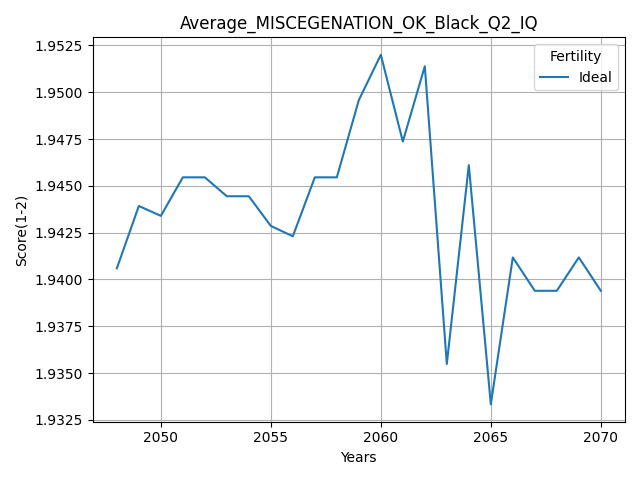 Average_MISCEGENATION_OK_Black_Q2_IQ
Fertility
Ideal
1.9525
1.9500
1.9475
1.9450
1.9425
1.9400
1.9375
1.9350
1.9325
Score(1-2)
2050 2055 2060 2065 2070
Years